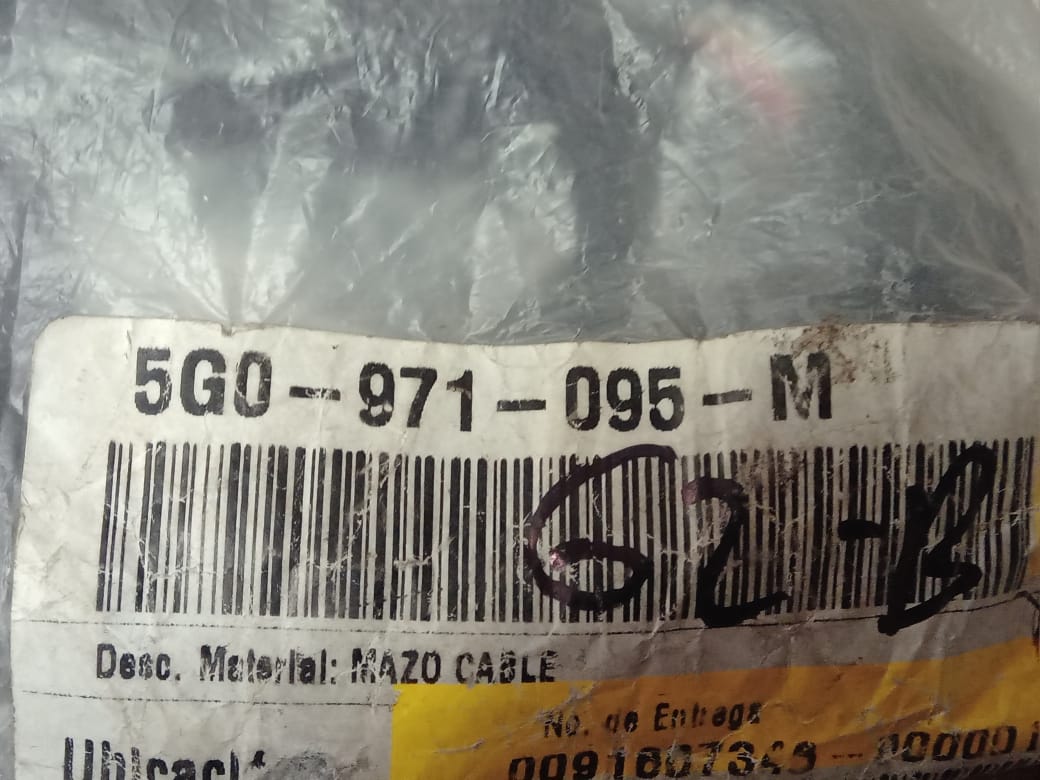 5G0-971-095-M
62-B
Desc. Material: MAZO CABLE
No. de Entrega